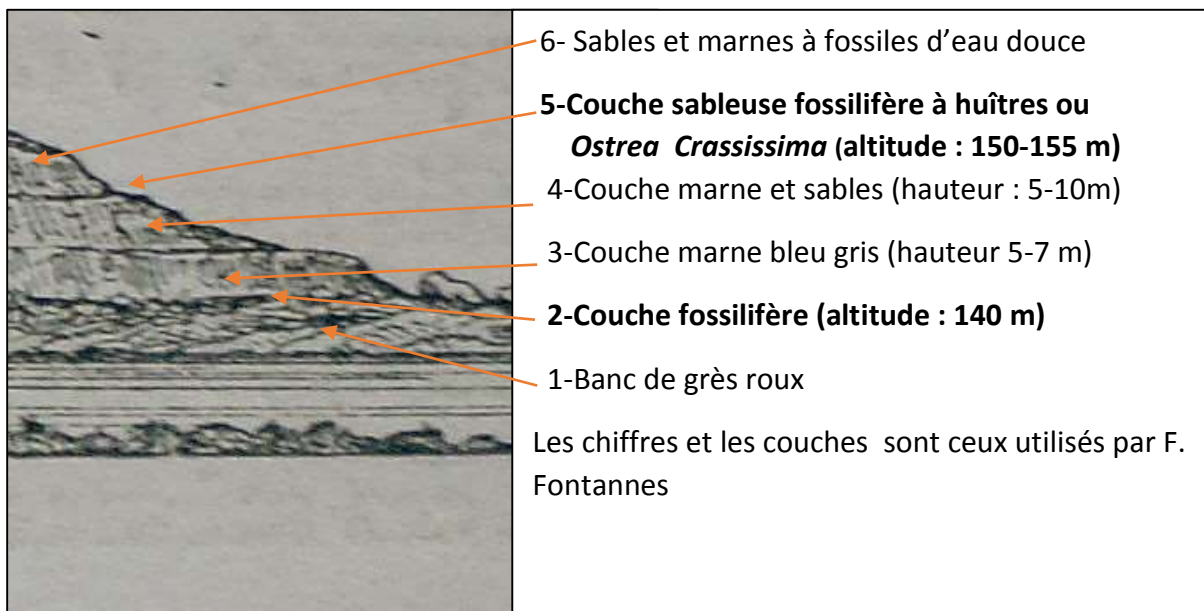 6- Sables et marnes à fossiles d’eau douce
5-Couche sableuse fossilifère à huîtres ou
Ostrea Crassissima (altitude : 150-155 m)
4-Couche marne et sables (hauteur : 5-10m)
3-Couche marne bleu gris (hauteur 5-7 m)
2-Couche fossilifère (altitude : 140 m)
1-Banc de grès roux
Les chiffres et les couches sont ceux utilisés par F.
Fontannes